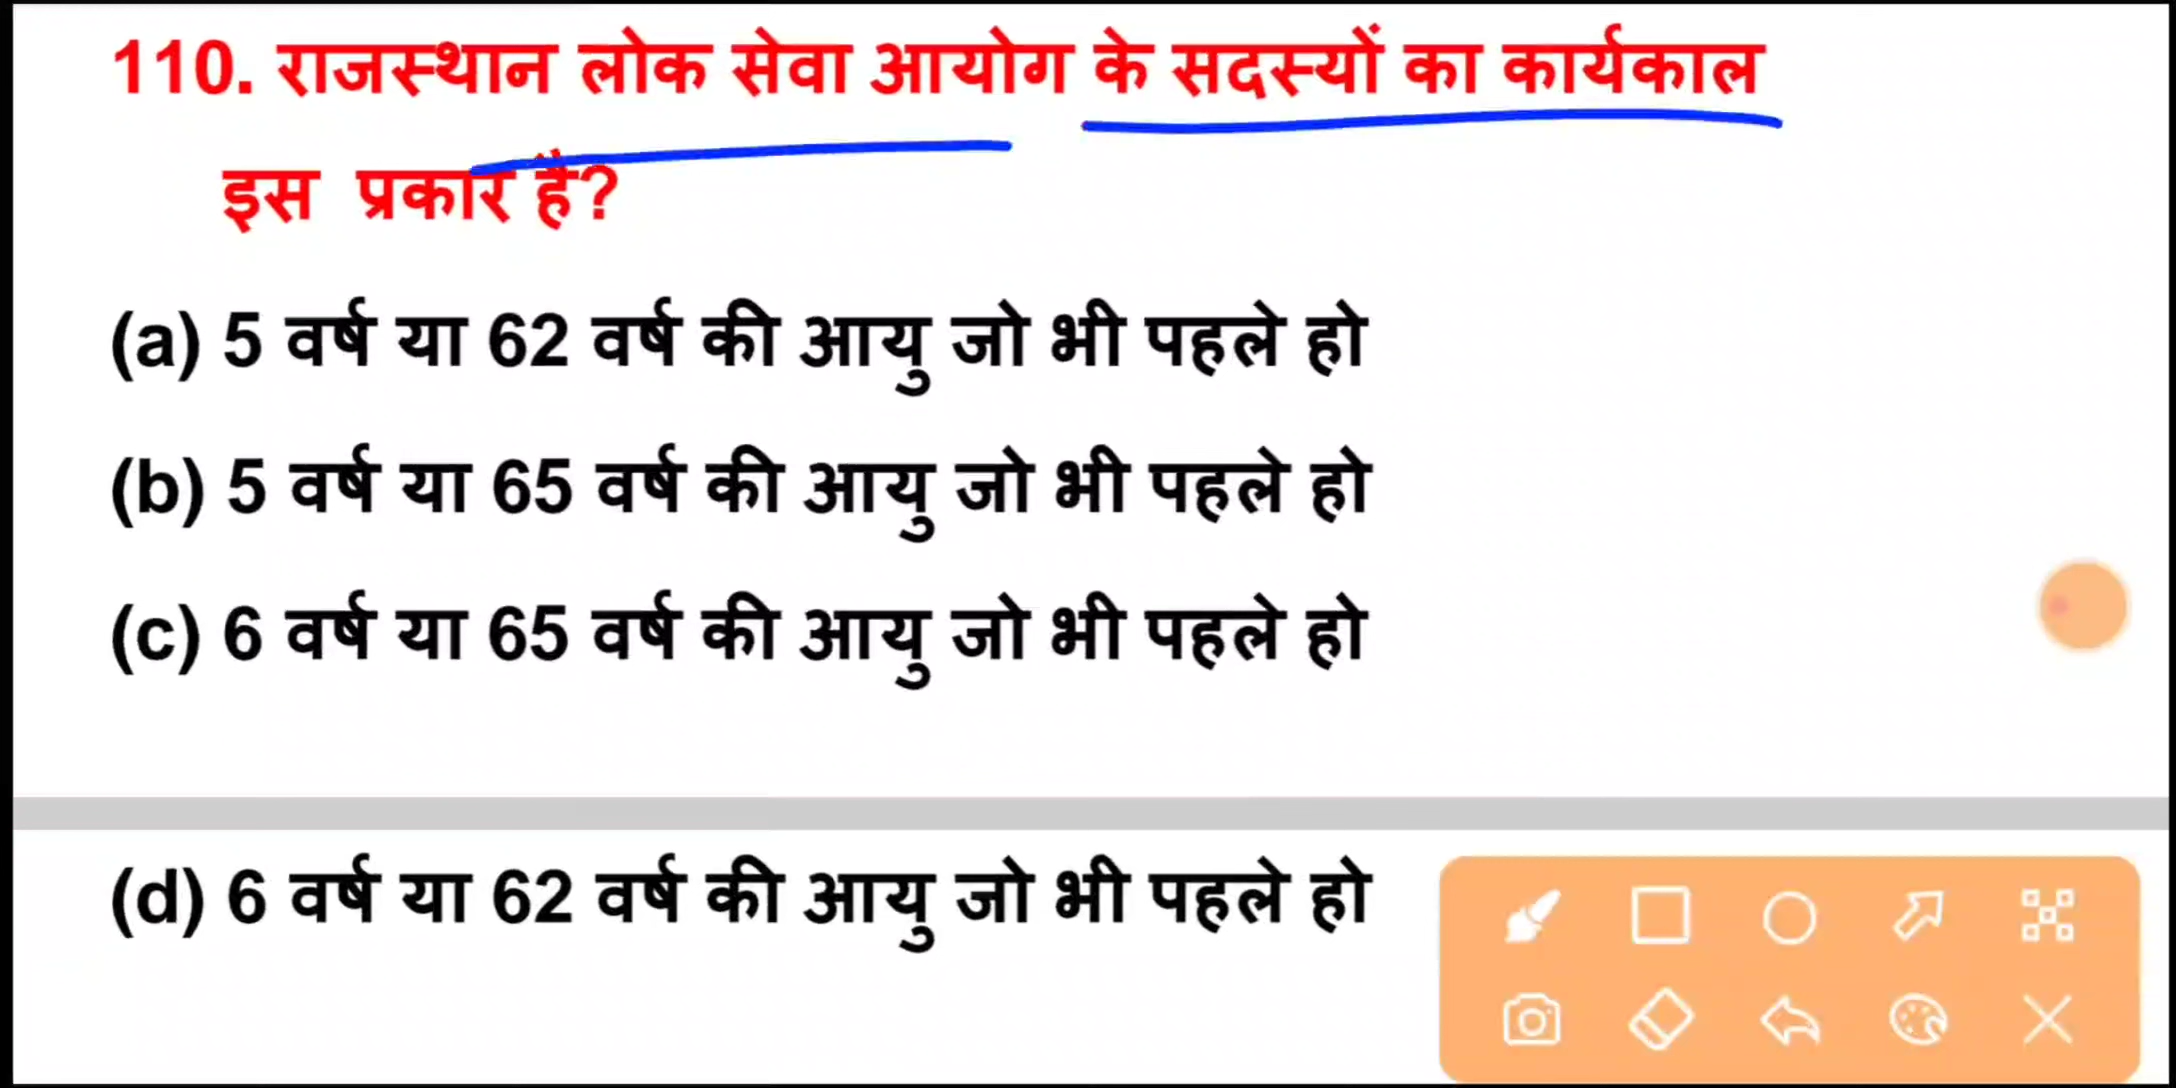 110. राजस्थान लोक सेवा आयोग के सदस्यों का कार्यकाल
इस प्रकार हैं?
(a) 5 वर्ष या 62 वर्ष की आयु जो भी पहले हो
(b) 5 वर्ष या 65 वर्ष की आयु जो भी पहले हो
(c) 6 वर्ष या 65 वर्ष की आयु जो भी पहले हो
(d) 6 वर्ष या 62 वर्ष की आयु जो भी पहले हो